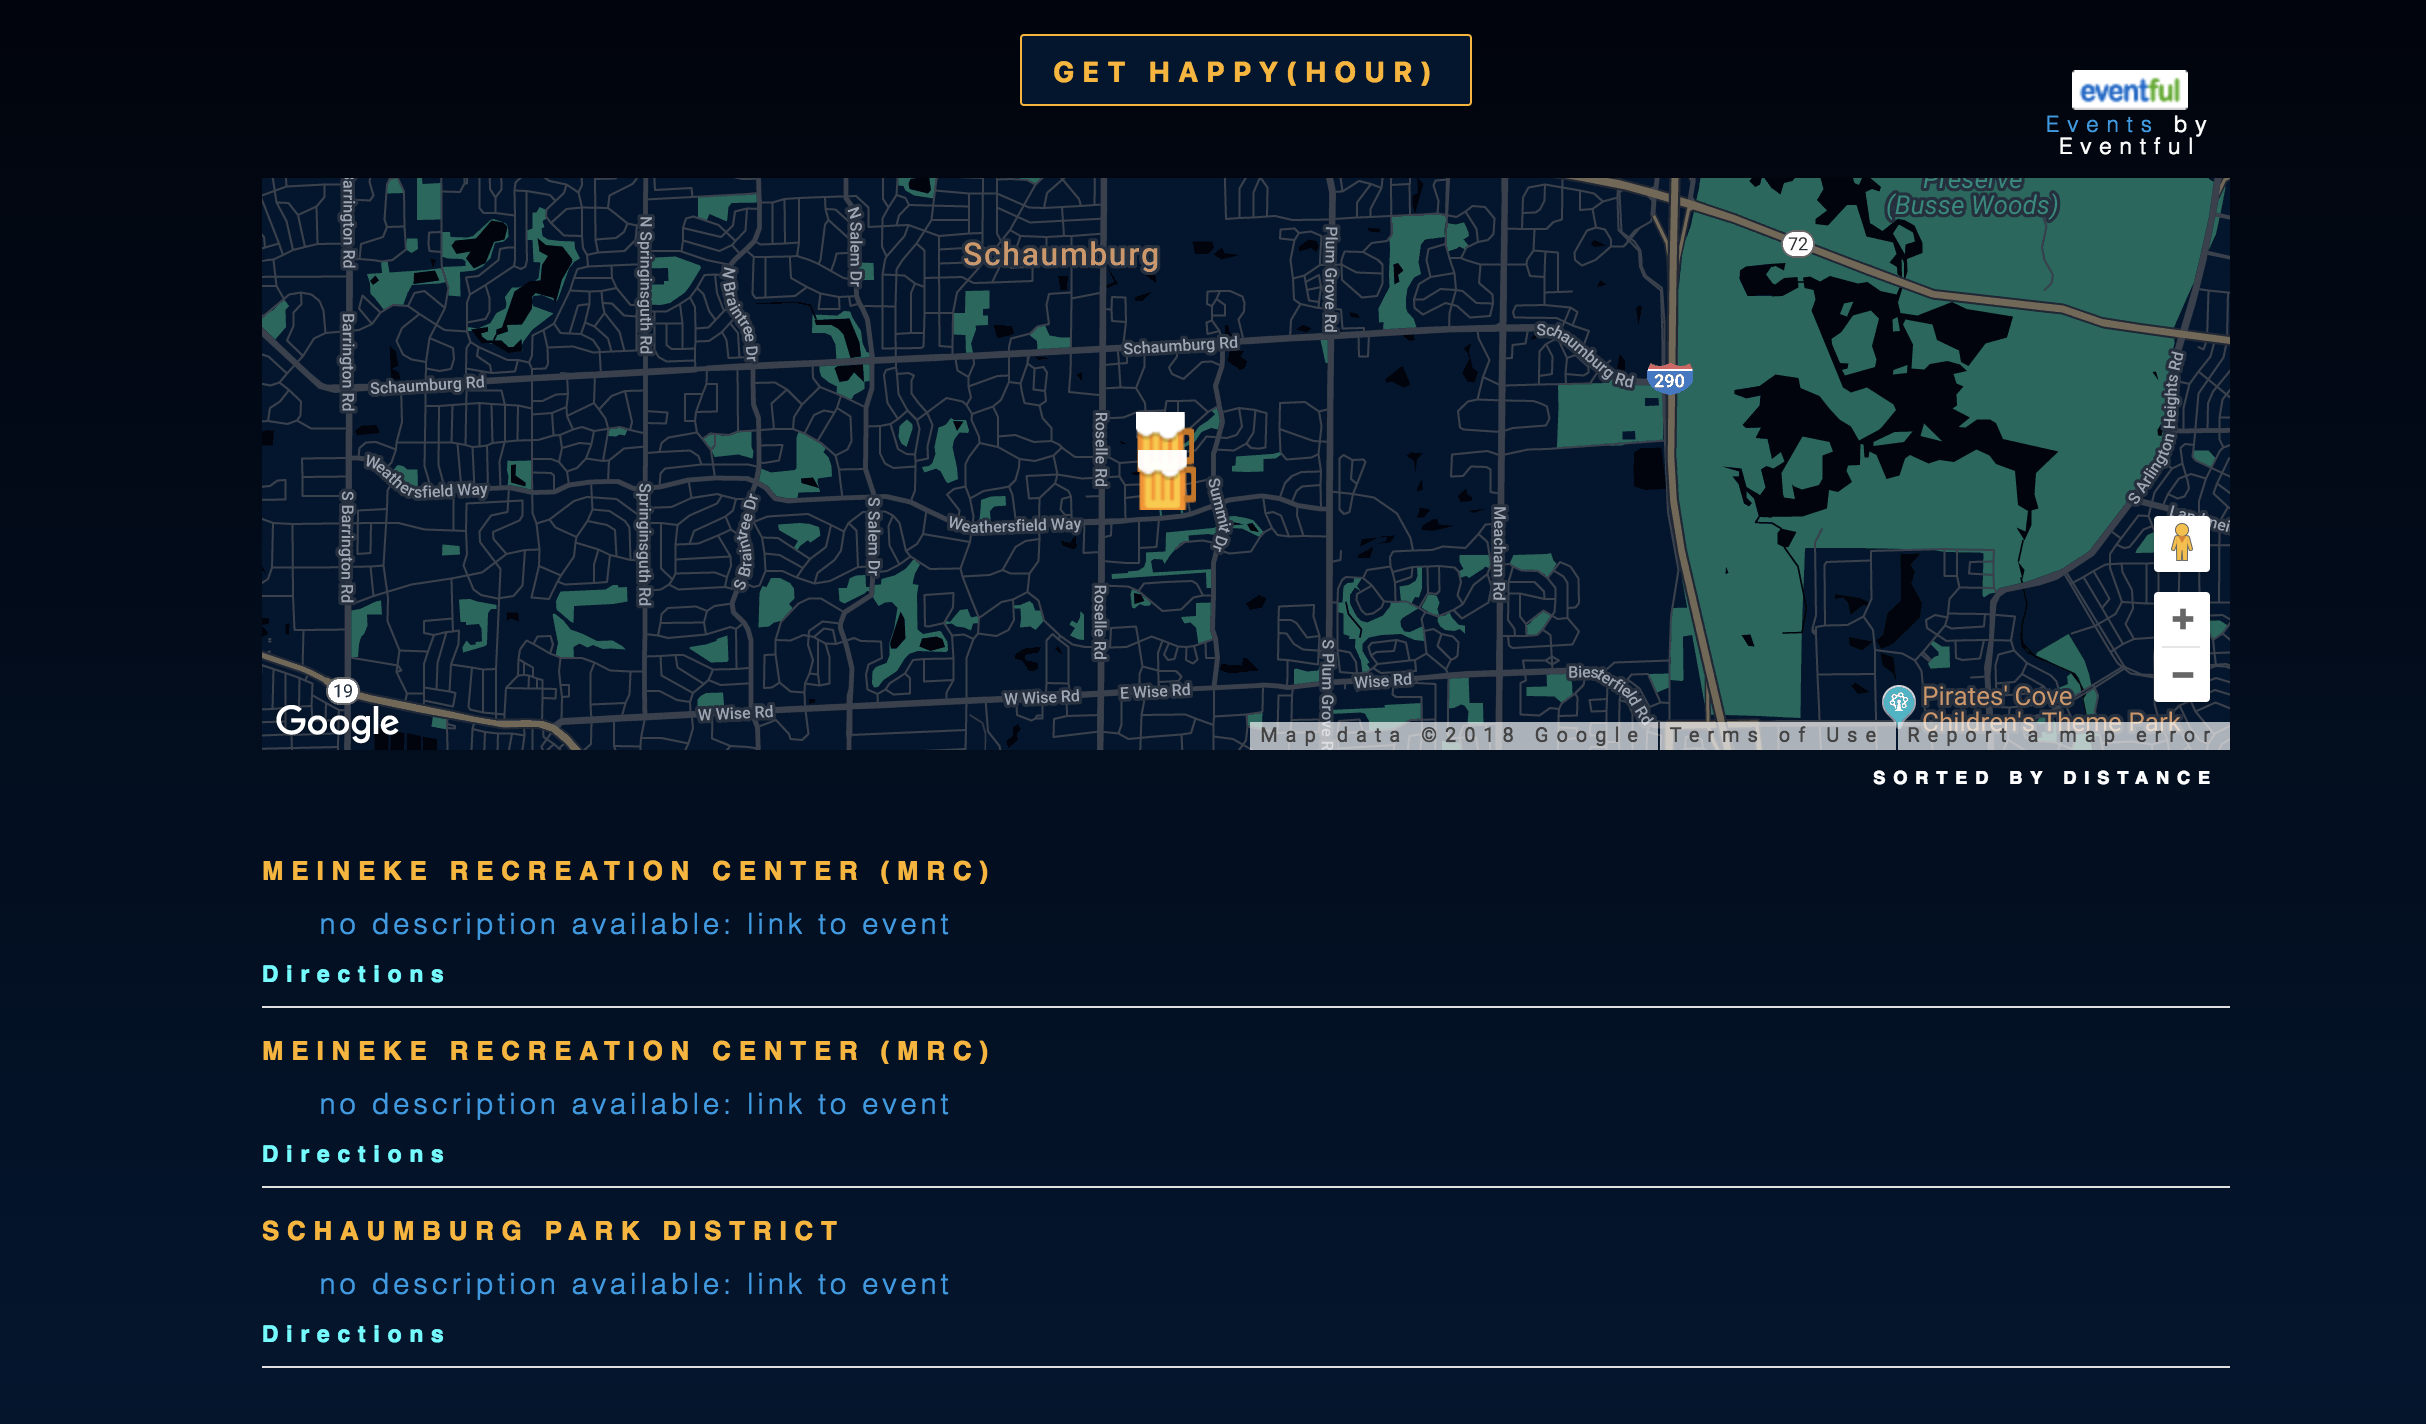 GET HAPPY(HOUR)
eventful
Events by
Eventful
Preserve
(Busse Woods)
72
Schaumburg
Barrington Rd
N Springinsguth Rd
N Braintree Dr
N Salem Dr
Plum Grove Rd
Schaumburg Rd
Schaumburg Rd
Schaumburg Rd
290
S Arlington Heights Rd
Barrington Rd
Weathersfield Way
Roselle Rd
Weathersfield Way
S Barrington Rd
Springinsguth Rd
S Braintree Dr
S Salem Dr
Summit Dr
Meacham Rd
Roselle Rd
S Plum Grove R
Wise Rd
Biesterfield Rd
E Wise Rd
W Wise Rd
W Wise Rd
19
Pirates' Cove
Children's Theme Park
Google
Map data ©2018 Google
Terms of Use
Report a map error
SORTED BY DISTANCE
MEINEKE RECREATION CENTER (MRC)
no description available: link to event
Directions
MEINEKE RECREATION CENTER (MRC)
no description available: link to event
Directions
SCHAUMBURG PARK DISTRICT
no description available: link to event
Directions